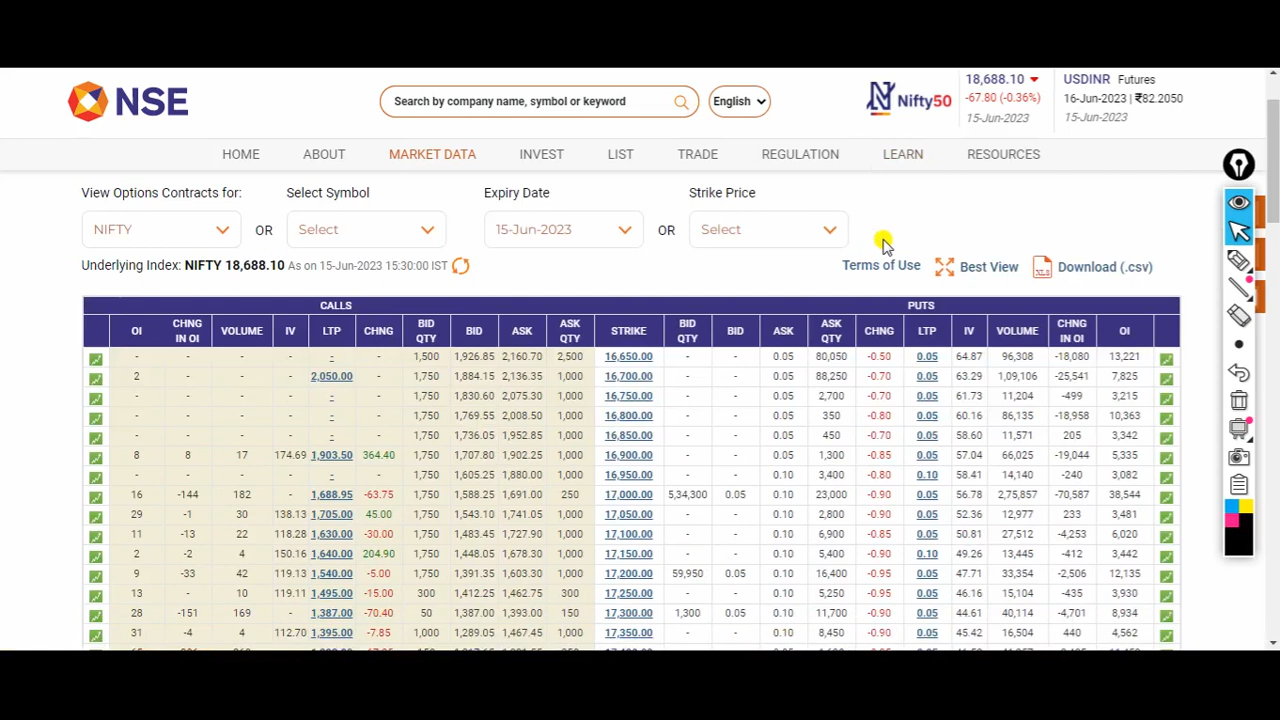 NSE
Search by company name, symbol or keyword
English
Nifty50
18,688.10
-67.80 (-0.36%)
15-Jun-2023
USDINR Futures
16-Jun-2023 | ₹82.2050
15-Jun-2023
HOME ABOUT MARKET DATA INVEST LIST TRADE REGULATION LEARN RESOURCES
View Options Contracts for: Select Symbol Expiry Date Strike Price
NIFTY OR Select 15-Jun-2023 OR Select
Underlying Index: NIFTY 18,688.10 As on 15-Jun-2023 15:30:00 IST Terms of Use Best View Download (.csv)
CALLS PUTS
OI CHNG IN OI VOLUME IV LTP CHNG BID QTY BID ASK ASK QTY STRIKE BID QTY BID ASK ASK QTY CHNG LTP IV VOLUME CHNG IN OI OI
- - - - - - 1,500 1,926.85 2,160.70 2,500 16,650.00 - - 0.05 80,050 -0.50 0.05 64.87 96,308 -18,080 13,221
2 - - - 2,050.00 - 1,750 1,884.15 2,136.35 1,000 16,700.00 - - 0.05 88,250 -0.70 0.05 63.29 1,09,106 -25,541 7,825
- - - - - - 1,750 1,830.60 2,075.30 1,000 16,750.00 - - 0.05 2,700 -0.70 0.05 61.73 11,204 -499 3,215
- - - - - - 1,750 1,769.55 2,008.50 1,000 16,800.00 - - 0.05 350 -0.80 0.05 60.16 86,135 -18,958 10,363
- - - - - - 1,750 1,736.05 1,952.85 1,000 16,850.00 - - 0.05 450 -0.70 0.05 58.60 11,571 205 3,342
8 8 17 174.69 1,903.50 364.40 1,750 1,707.80 1,902.25 1,000 16,900.00 - - 0.05 1,300 -0.85 0.05 57.04 66,025 -19,044 5,335
- - - - - - 1,750 1,605.25 1,880.00 1,000 16,950.00 - - 0.10 3,400 -0.80 0.10 58.41 14,140 -240 3,082
16 -144 182 - 1,688.95 -63.75 1,750 1,588.25 1,691.00 250 17,000.00 5,34,300 0.05 0.10 23,000 -0.90 0.05 56.78 2,75,857 -70,587 38,544
29 -1 30 138.13 1,705.00 45.00 1,750 1,543.10 1,741.20 1,000 17,050.00 - - 0.10 2,800 -0.90 0.05 52.36 12,977 233 3,481
11 -13 22 118.28 1,630.00 -30.00 1,750 1,483.45 1,727.90 1,000 17,100.00 - - 0.10 6,900 -0.85 0.05 50.81 27,512 -4,253 6,020
2 -2 4 150.16 1,640.00 204.90 1,750 1,448.05 1,678.30 1,000 17,150.00 - - 0.10 5,400 -0.90 0.10 49.26 13,445 -412 3,442
9 -33 42 119.13 1,540.00 -5.00 1,750 1,391.35 1,603.30 1,000 17,200.00 59,950 0.05 0.10 16,400 -0.95 0.05 47.71 33,354 -2,506 12,135
13 - 10 119.11 1,495.00 -15.00 300 1,412.25 1,462.75 300 17,250.00 - - 0.10 5,250 -0.95 0.05 46.16 15,104 -435 3,930
28 -151 169 - 1,387.00 -70.40 50 1,387.00 1,393.00 150 17,300.00 1,300 0.05 0.10 11,700 -0.90 0.05 44.61 40,114 -4,701 8,934
31 -4 4 112.70 1,395.00 -7.85 1,000 1,289.05 1,467.45 1,000 17,350.00 - - 0.10 8,450 -0.90 0.05 45.42 16,504 440 4,562